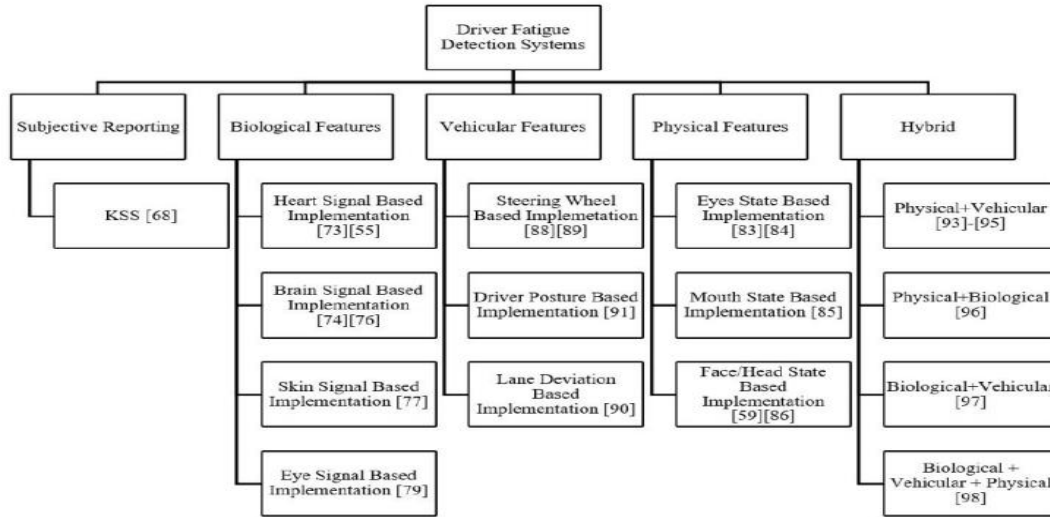 Driver Fatigue
Detection Systems
Subjective Reporting
Biological Features
Vehicular Features
Physical Features
Hybrid
KSS [68]
Heart Signal Based
Implementation
[73][55]
Brain Signal Based
Implementation
[74][76]
Skin Signal Based
Implementation [77]
Eye Signal Based
Implementation [79]
Steering Wheel
Based Implemetation
[88][89]
Driver Posture Based
Implementation [91]
Lane Deviation
Based
Implementation [90]
Eyes State Based
Implementation
[83][84]
Mouth State Based
Implementation [85]
Face/Head State
Based
Implementation
[59][86]
Physical+Vehicular
[93]-[95]
Physical+Biological
[96]
Biological+Vehicular
[97]
Biological +
Vehicular + Physical
[98]